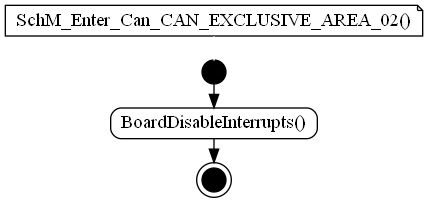 SchM_Enter_Can_CAN_EXCLUSIVE_AREA_02()
BoardDisableInterrupts()